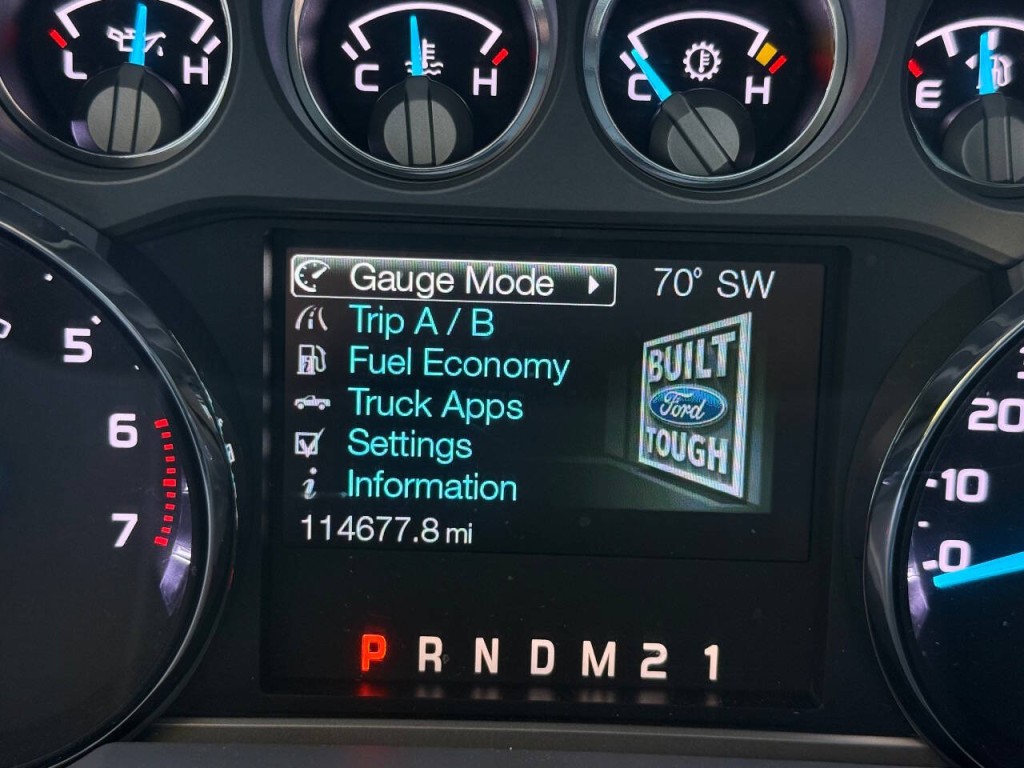 L H
C H
C H
E
Gauge Mode 70° SW
Trip A / B
Fuel Economy
Truck Apps
Settings
Information
114677.8 mi
BUILT
Ford
TOUGH
5
6
7
20
10
0
P R N D M 2 1